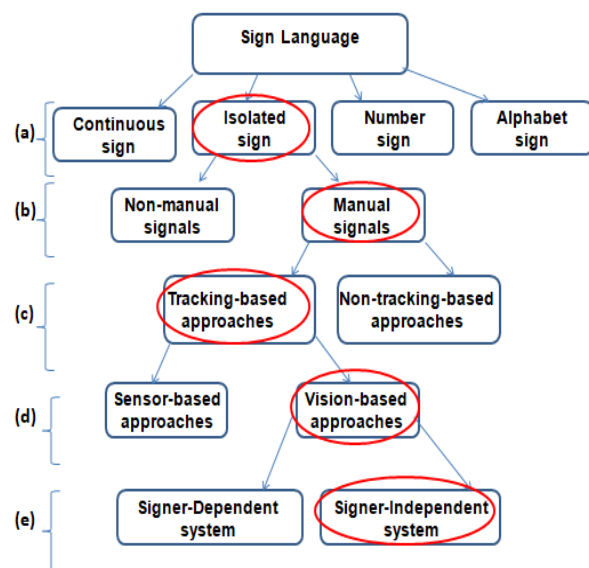 Sign Language
(a)
Continuous
sign
Isolated
sign
Number
sign
Alphabet
sign
(b)
Non-manual
signals
Manual
signals
(c)
Tracking-based
approaches
Non-tracking-based
approaches
(d)
Sensor-based
approaches
Vision-based
approaches
(e)
Signer-Dependent
system
Signer-Independent
system